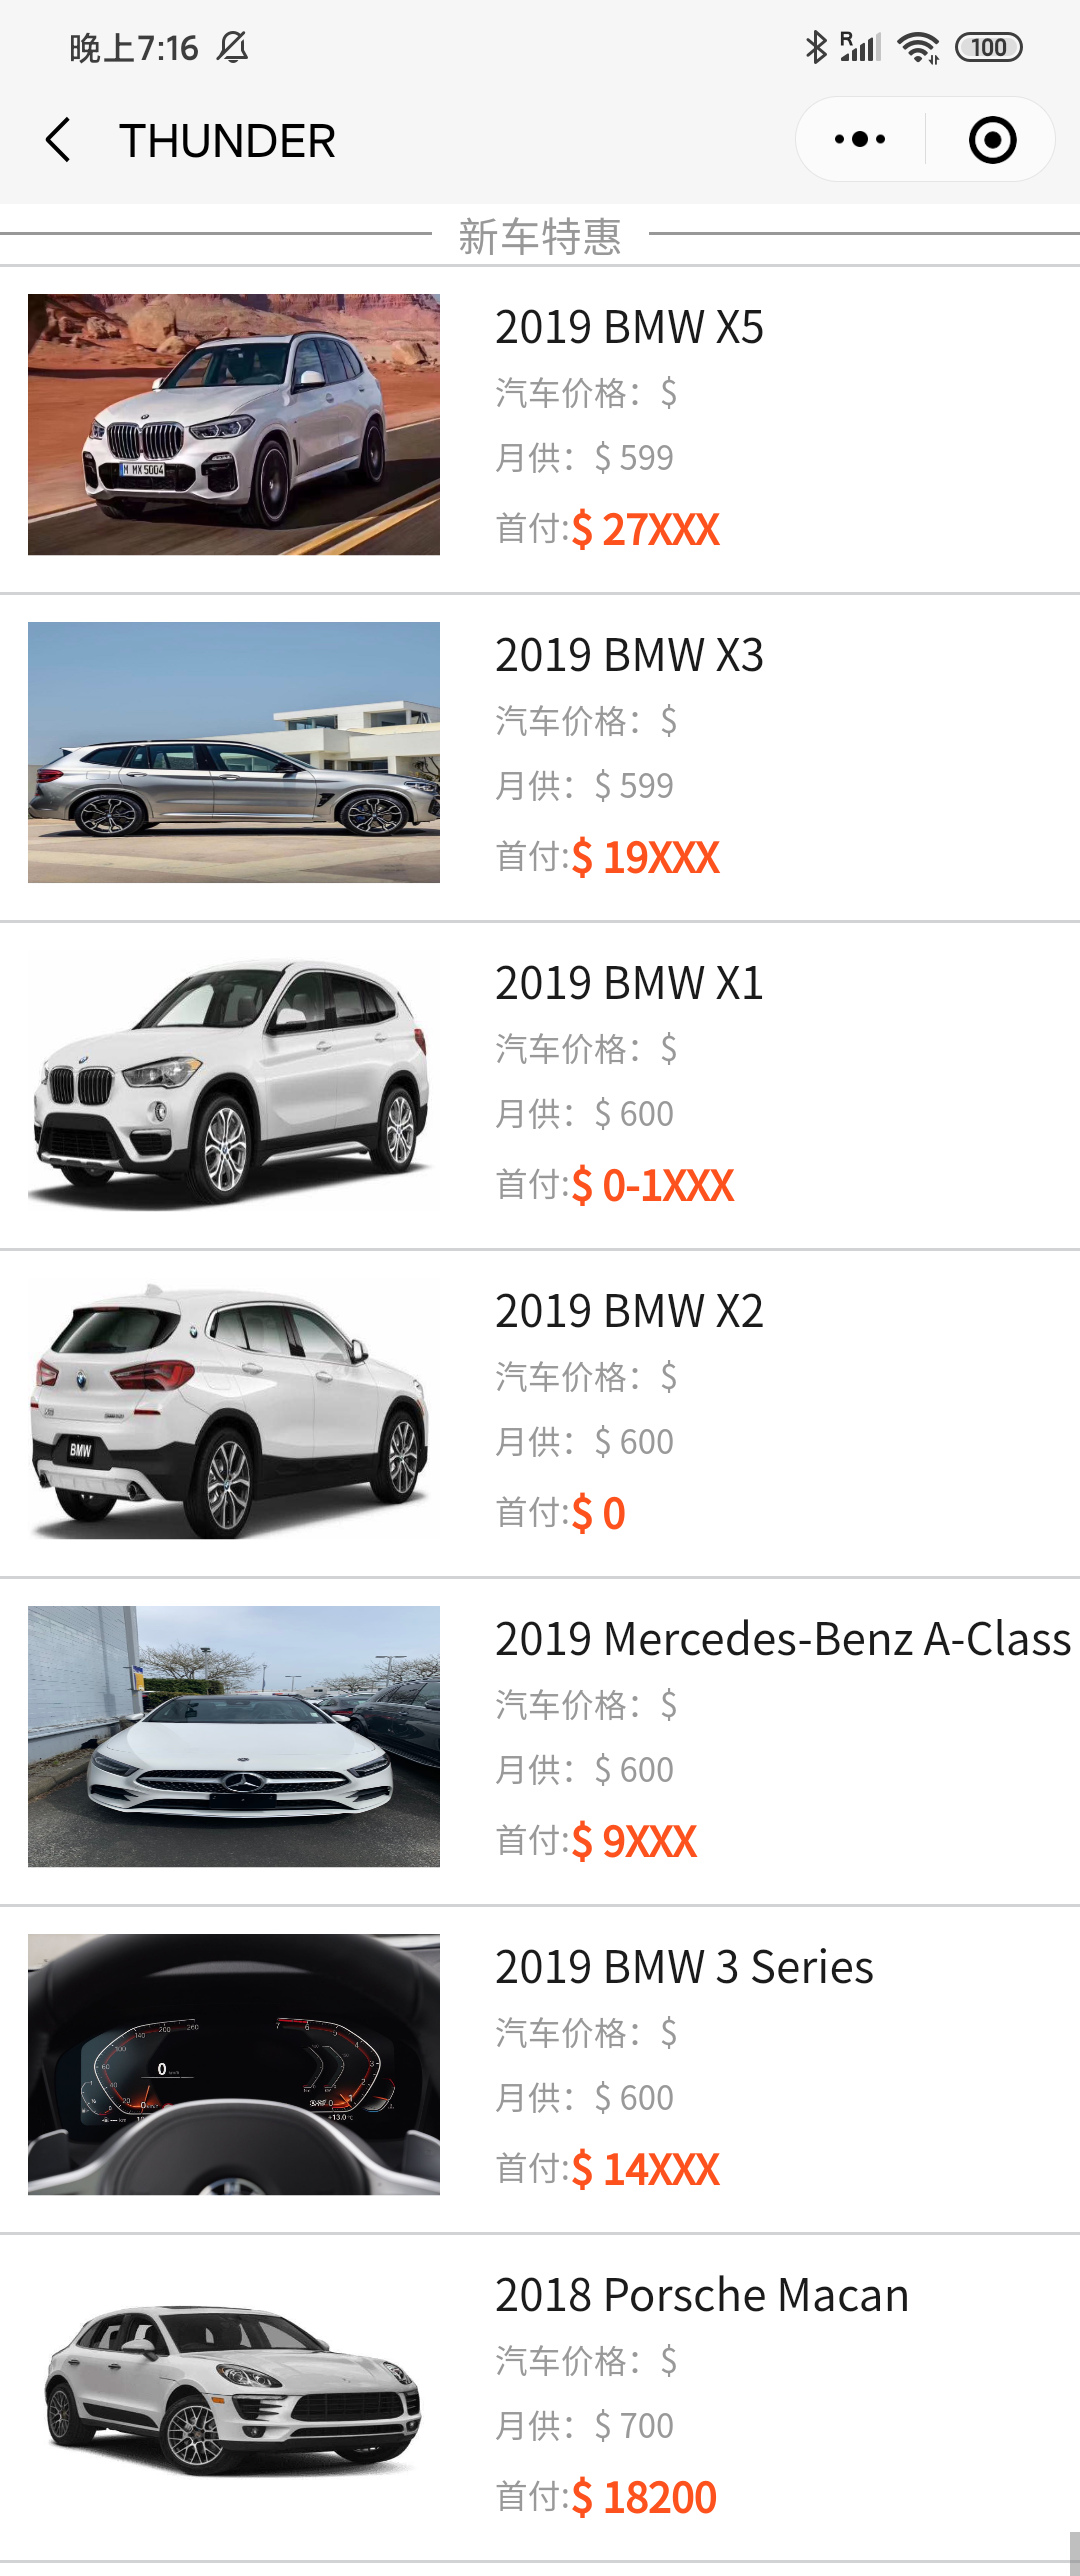 晚上7:16
R
100
THUNDER
新车特惠
2019 BMW X5
汽车价格：$
月供：$ 599
首付:$ 27XXX
M MX 5004
2019 BMW X3
汽车价格：$
月供：$ 599
首付:$ 19XXX
2019 BMW X1
汽车价格：$
月供：$ 600
首付:$ 0-1XXX
2019 BMW X2
汽车价格：$
月供：$ 600
首付:$ 0
BMW
2019 Mercedes-Benz A-Class
汽车价格：$
月供：$ 600
首付:$ 9XXX
2019 BMW 3 Series
汽车价格：$
月供：$ 600
首付:$ 14XXX
2018 Porsche Macan
汽车价格：$
月供：$ 700
首付:$ 18200